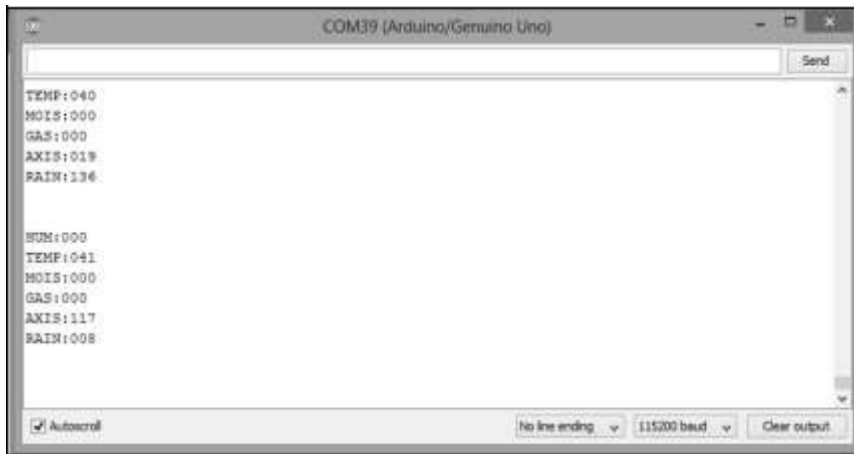 COM39 (Arduino/Genuino Uno)
Send
TEMP:040
MOIS:000
GAS:000
AXIS:019
RAIN:136
HUM:000
TEMP:041
MOIS:000
GAS:000
AXIS:117
RAIN:008
Autoscroll
No line ending
115200 baud
Clear output